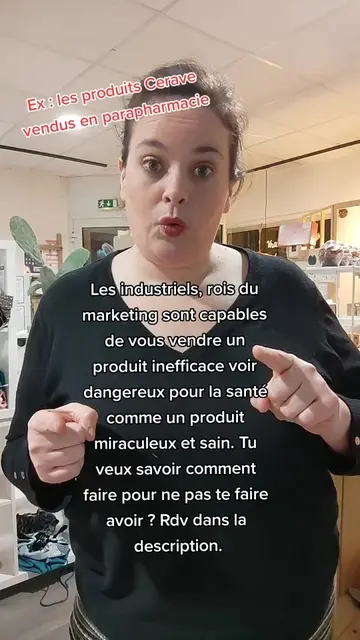 Ex : les produits Cerave
vendus en parapharmacie
Les industriels, rois du
marketing sont capables
de vous vendre un
produit inefficace voir
dangereux pour la santé
comme un produit
miraculeux et sain. Tu
veux savoir comment
faire pour ne pas te faire
avoir ? Rdv dans la
description.